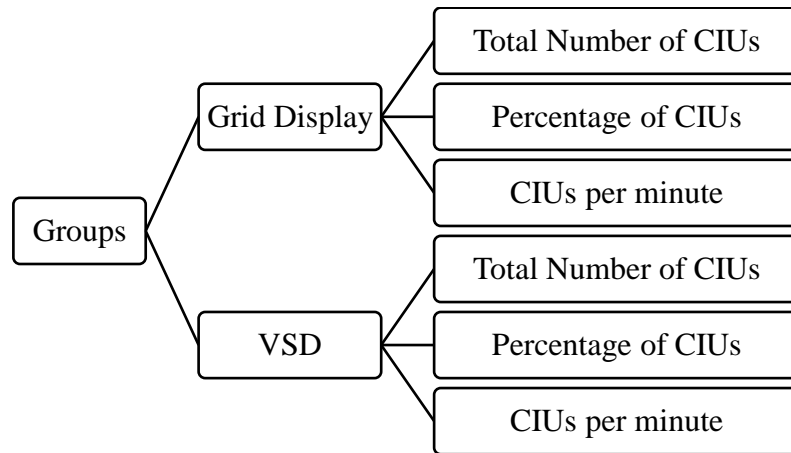 Groups
Grid Display
Total Number of CIUs
Percentage of CIUs
CIUs per minute
VSD
Total Number of CIUs
Percentage of CIUs
CIUs per minute